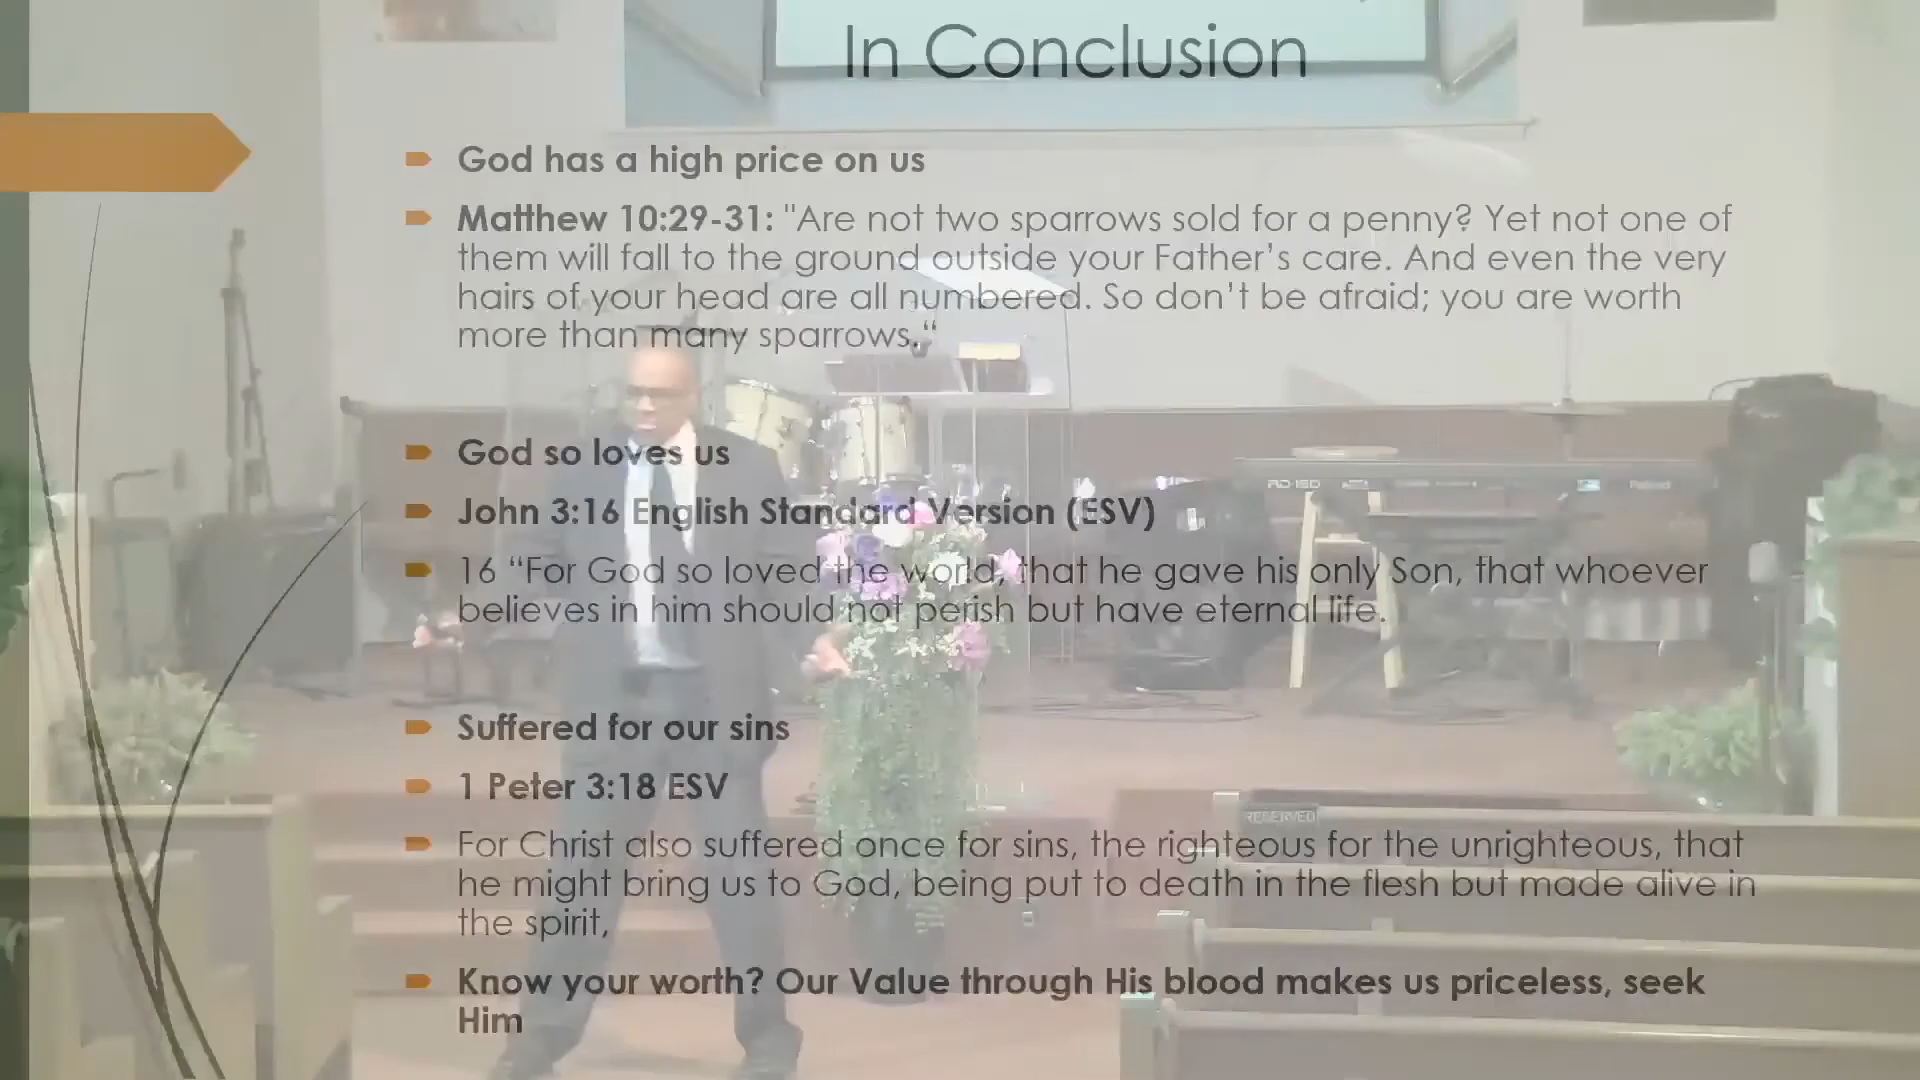 In Conclusion
God has a high price on us
Matthew 10:29-31: "Are not two sparrows sold for a penny? Yet not one of
them will fall to the ground outside your Father’s care. And even the very
hairs of your head are all numbered. So don’t be afraid; you are worth
more than many sparrows.“
God so loves us
John 3:16 English Standard Version (ESV)
16 “For God so loved the world, that he gave his only Son, that whoever
believes in him should not perish but have eternal life.
Suffered for our sins
1 Peter 3:18 ESV
For Christ also suffered once for sins, the righteous for the unrighteous, that
he might bring us to God, being put to death in the flesh but made alive in
the spirit,
Know your worth? Our Value through His blood makes us priceless, seek
Him
RESERVED